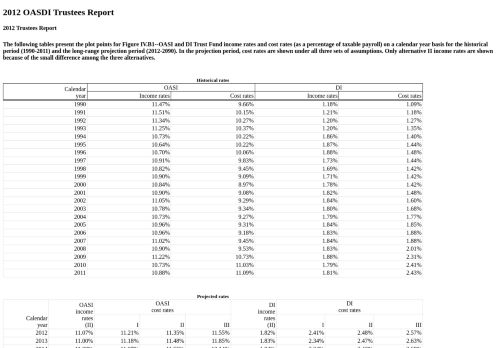 2012 OASDI Trustees Report
2012 Trustees Report
The following tables present the plot points for Figure IV.B1--OASI and DI Trust Fund income rates and cost rates (as a percentage of taxable payroll) on a calendar year basis for the historical
period (1990-2011) and the long-range projection period (2012-2090). In the projection period, cost rates are shown under all three sets of assumptions. Only alternative II income rates are shown
because of the small difference among the three alternatives.
Historical rates
Calendar OASI DI
year Income rates Cost rates Income rates Cost rates
1990 11.47% 9.66% 1.18% 1.09%
1991 11.51% 10.15% 1.21% 1.18%
1992 11.34% 10.27% 1.20% 1.27%
1993 11.25% 10.37% 1.20% 1.35%
1994 10.73% 10.22% 1.86% 1.40%
1995 10.64% 10.22% 1.87% 1.44%
1996 10.70% 10.06% 1.88% 1.48%
1997 10.91% 9.83% 1.73% 1.44%
1998 10.82% 9.45% 1.69% 1.42%
1999 10.90% 9.09% 1.71% 1.42%
2000 10.84% 8.97% 1.78% 1.42%
2001 10.90% 9.08% 1.82% 1.48%
2002 11.05% 9.29% 1.84% 1.60%
2003 10.78% 9.34% 1.80% 1.68%
2004 10.73% 9.27% 1.79% 1.77%
2005 10.96% 9.31% 1.84% 1.85%
2006 10.96% 9.18% 1.83% 1.88%
2007 11.02% 9.45% 1.84% 1.88%
2008 10.90% 9.53% 1.83% 2.01%
2009 11.22% 10.73% 1.88% 2.31%
2010 10.73% 11.03% 1.79% 2.41%
2011 10.88% 11.09% 1.81% 2.43%
Projected rates
OASI OASI DI DI
income cost rates income cost rates
Calendar rates rates
year (II) I II III (II) I II III
2012 11.07% 11.21% 11.35% 11.55% 1.82% 2.41% 2.48% 2.57%
2013 11.00% 11.18% 11.48% 11.85% 1.83% 2.34% 2.47% 2.63%